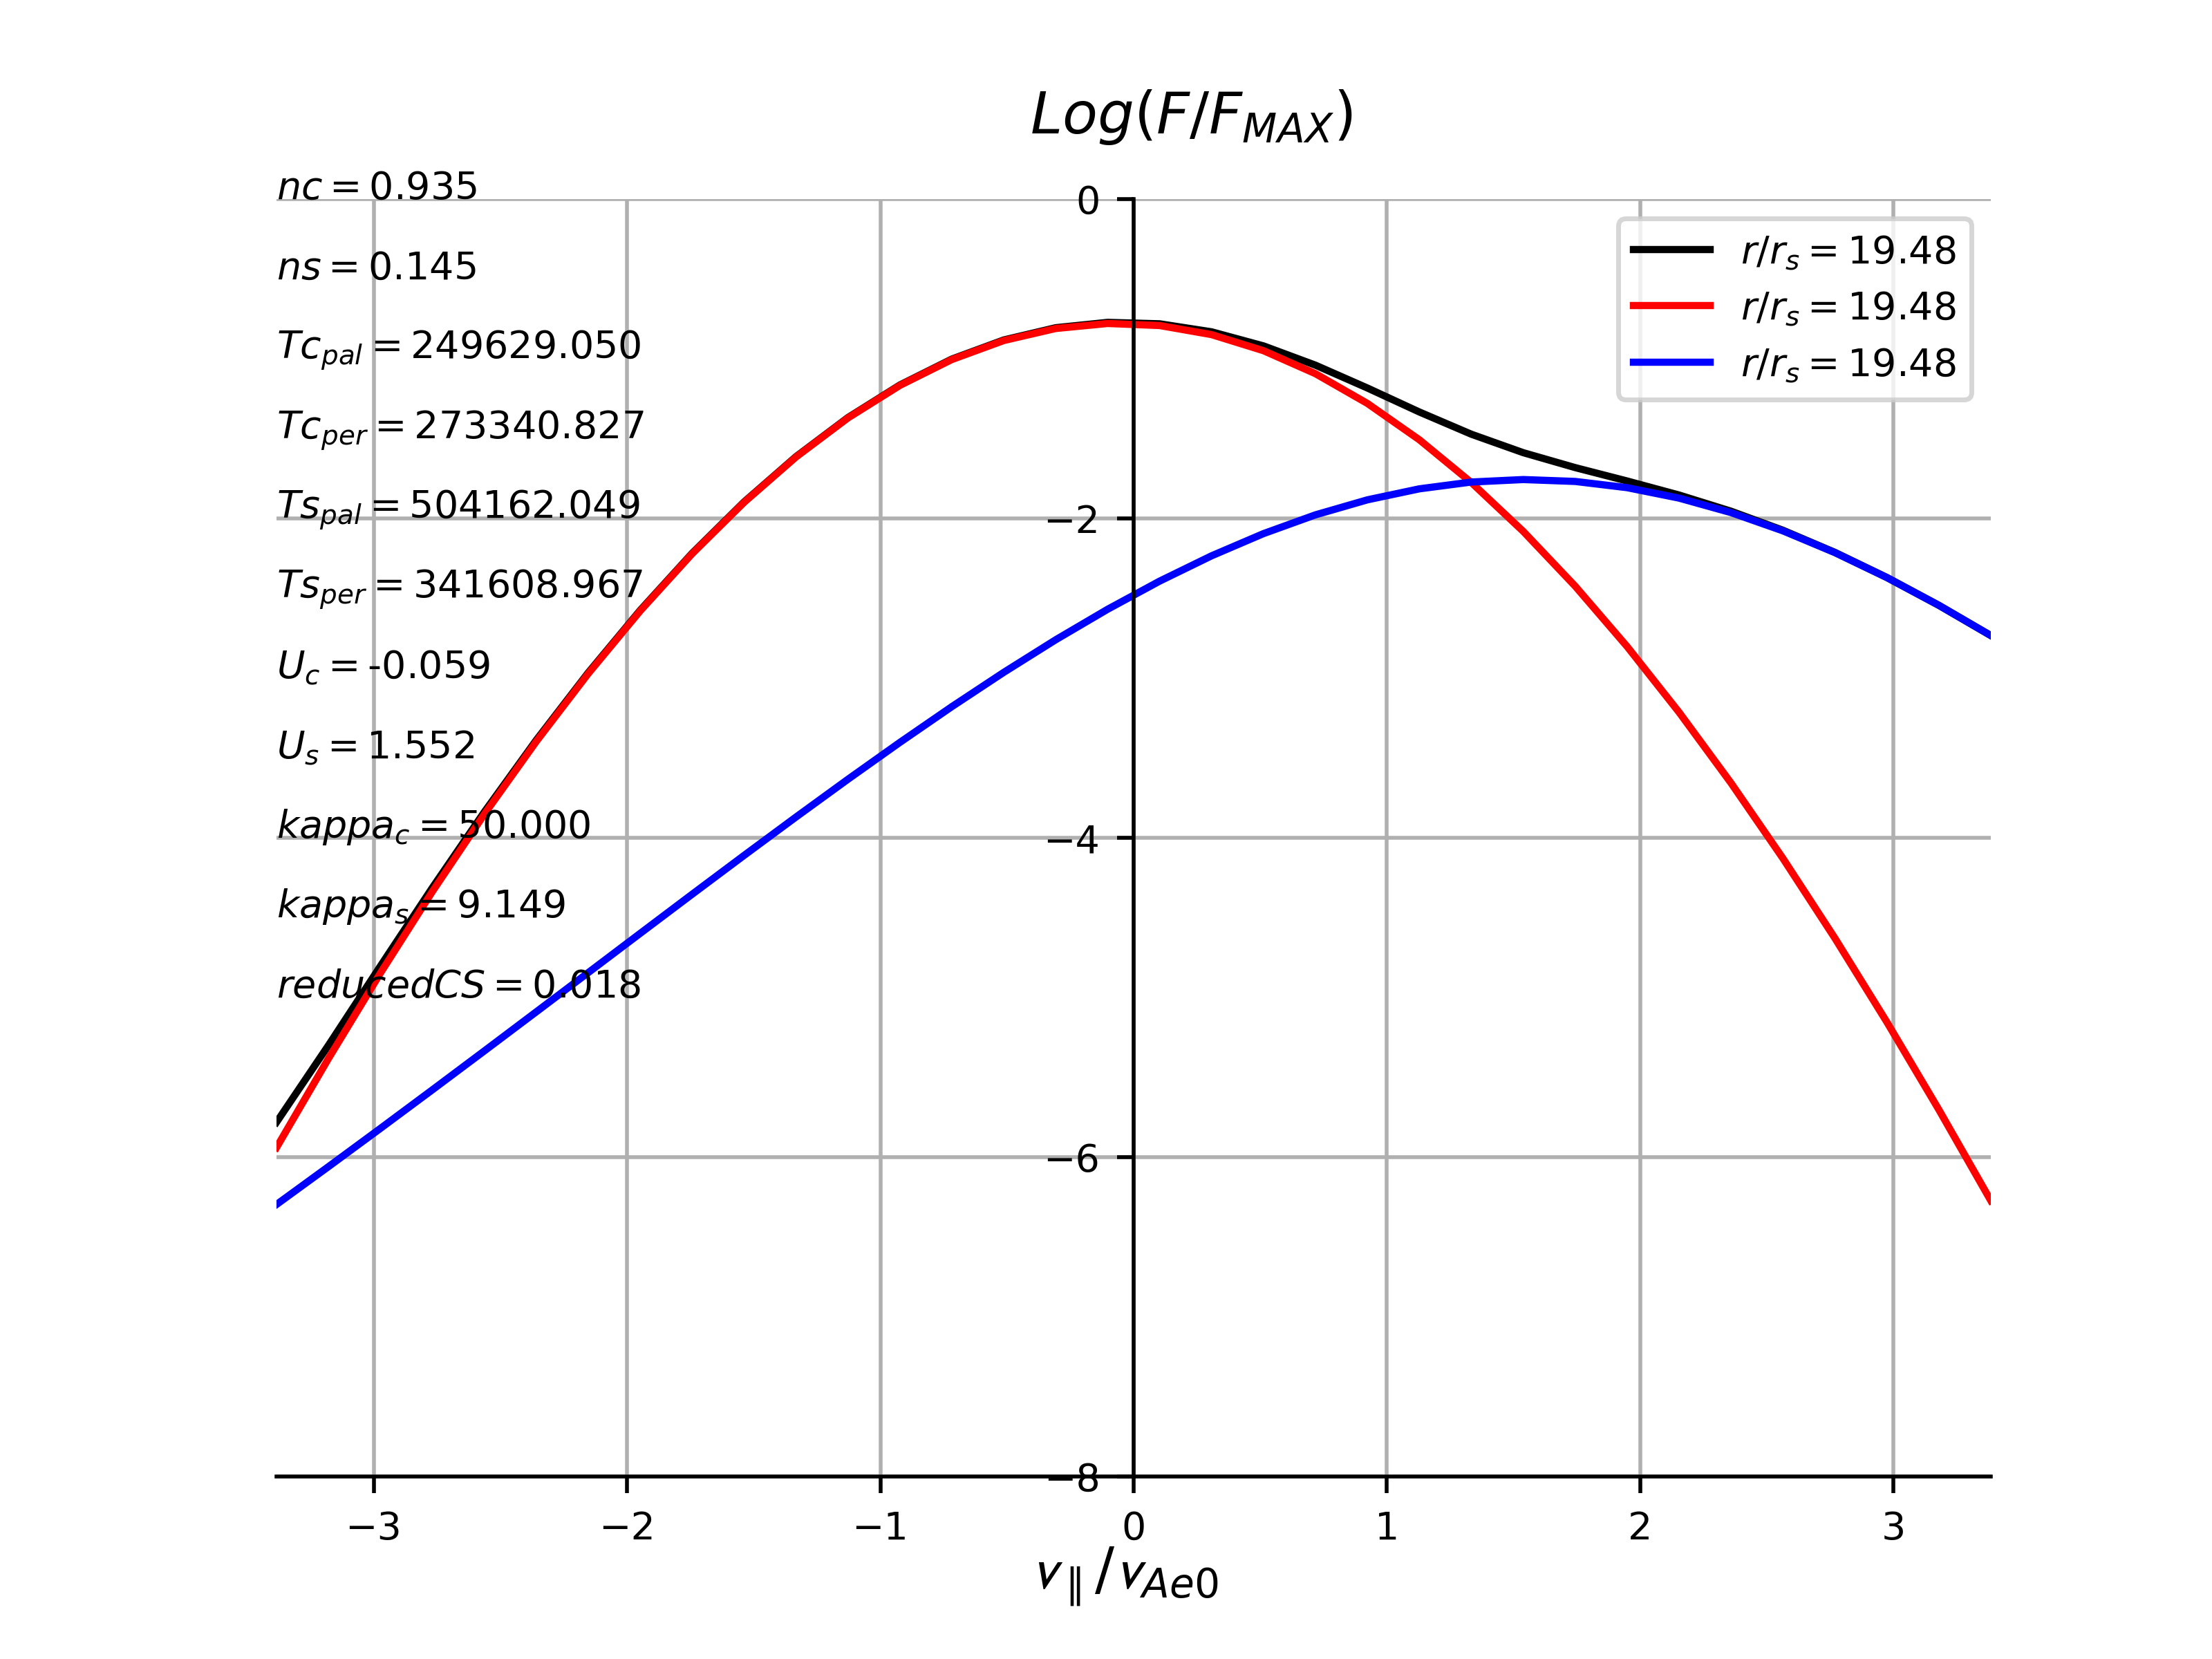 Log(F/F_MAX)
nc = 0.935
ns = 0.145
Tc_pal = 249629.050
Tc_per = 273340.827
Ts_pal = 504162.049
Ts_per = 341608.967
U_c = -0.059
U_s = 1.552
kappa_c = 50.000
kappa_s = 9.149
reducedCS = 0.018
r/r_s = 19.48
r/r_s = 19.48
r/r_s = 19.48
0
−2
−4
−6
−8
−3 −2 −1 0 1 2 3
v_∥/v_Ae0